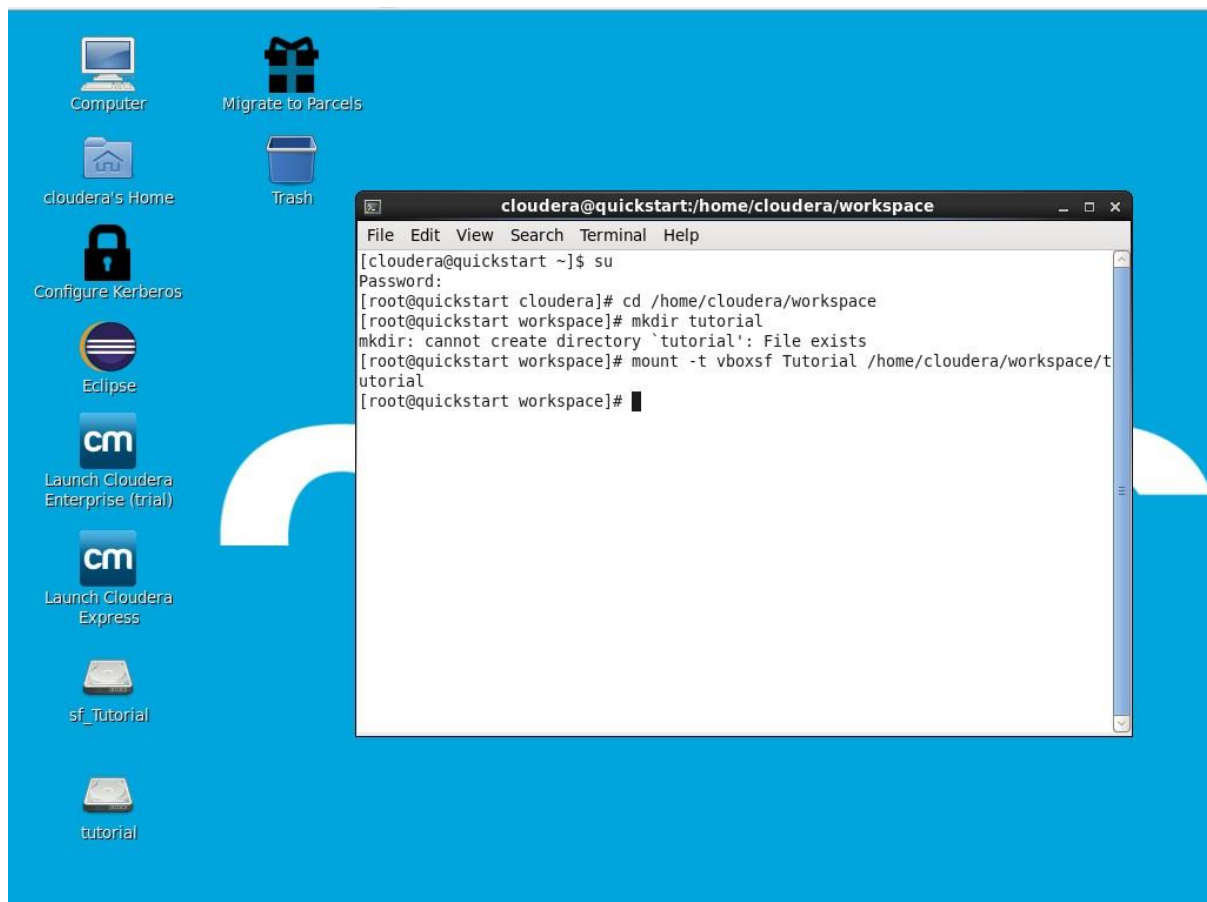 Computer
Migrate to Parcels
cloudera's Home
Trash
Configure Kerberos
Eclipse
cm
Launch Cloudera
Enterprise (trial)
cm
Launch Cloudera
Express
sf_Tutorial
tutorial
cloudera@quickstart:/home/cloudera/workspace
File Edit View Search Terminal Help
[cloudera@quickstart ~]$ su
Password:
[root@quickstart cloudera]# cd /home/cloudera/workspace
[root@quickstart workspace]# mkdir tutorial
mkdir: cannot create directory `tutorial': File exists
[root@quickstart workspace]# mount -t vboxsf Tutorial /home/cloudera/workspace/t
utorial
[root@quickstart workspace]#